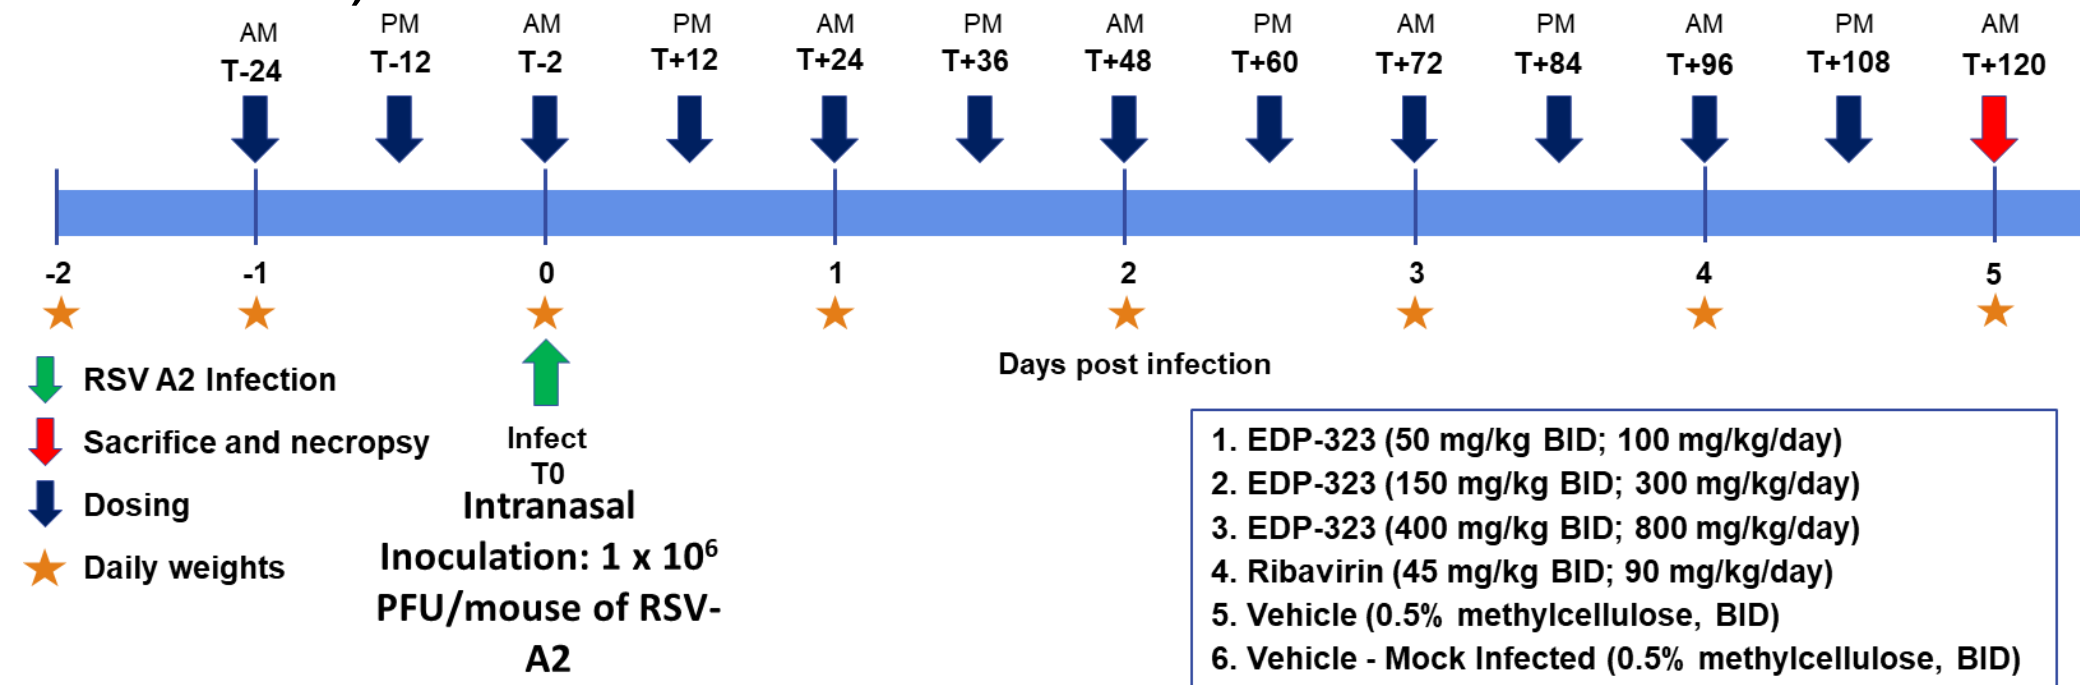 AM PM AM PM AM PM AM PM AM PM AM PM AM
T-24 T-12 T-2 T+12 T+24 T+36 T+48 T+60 T+72 T+84 T+96 T+108 T+120
-2 -1 0 1 2 3 4 5
Days post infection
RSV A2 Infection
Sacrifice and necropsy
Dosing
Daily weights
Infect
T0
Intranasal
Inoculation: 1 x 10⁶
PFU/mouse of RSV-
A2
1. EDP-323 (50 mg/kg BID; 100 mg/kg/day)
2. EDP-323 (150 mg/kg BID; 300 mg/kg/day)
3. EDP-323 (400 mg/kg BID; 800 mg/kg/day)
4. Ribavirin (45 mg/kg BID; 90 mg/kg/day)
5. Vehicle (0.5% methylcellulose, BID)
6. Vehicle - Mock Infected (0.5% methylcellulose, BID)